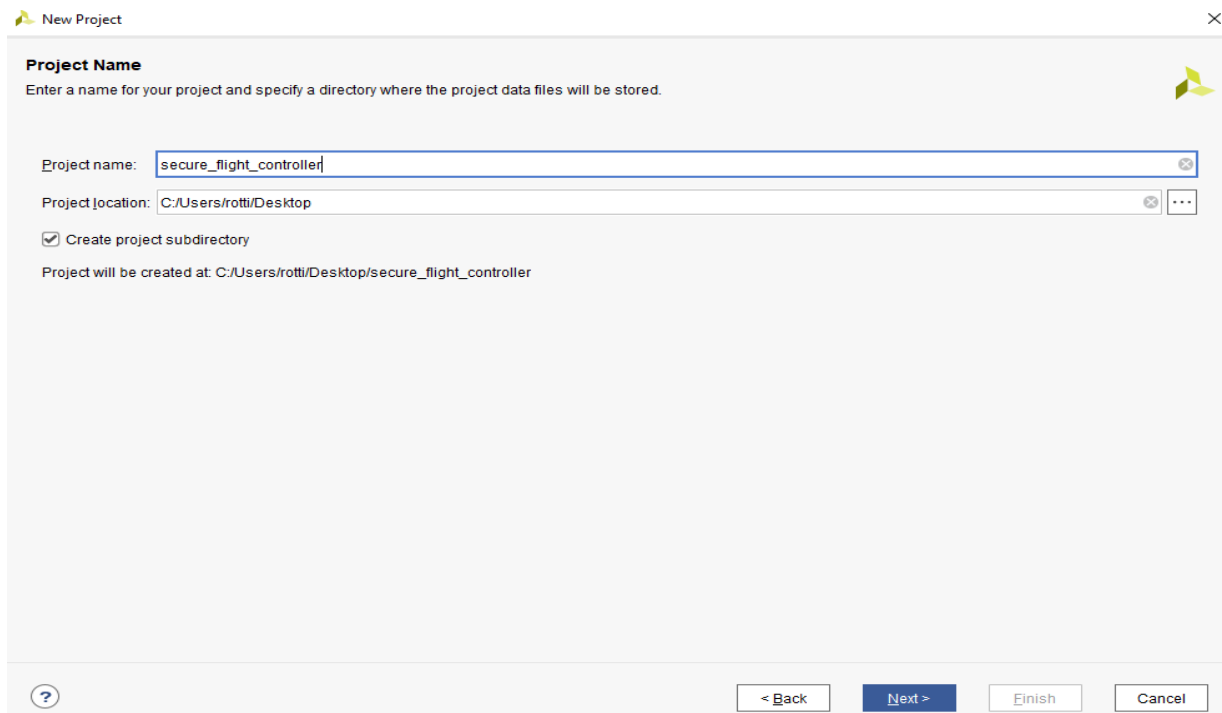 New Project
Project Name
Enter a name for your project and specify a directory where the project data files will be stored.
Project name: secure_flight_controller
Project location: C:/Users/rotti/Desktop ...
Create project subdirectory
Project will be created at: C:/Users/rotti/Desktop/secure_flight_controller
? < Back Next > Finish Cancel